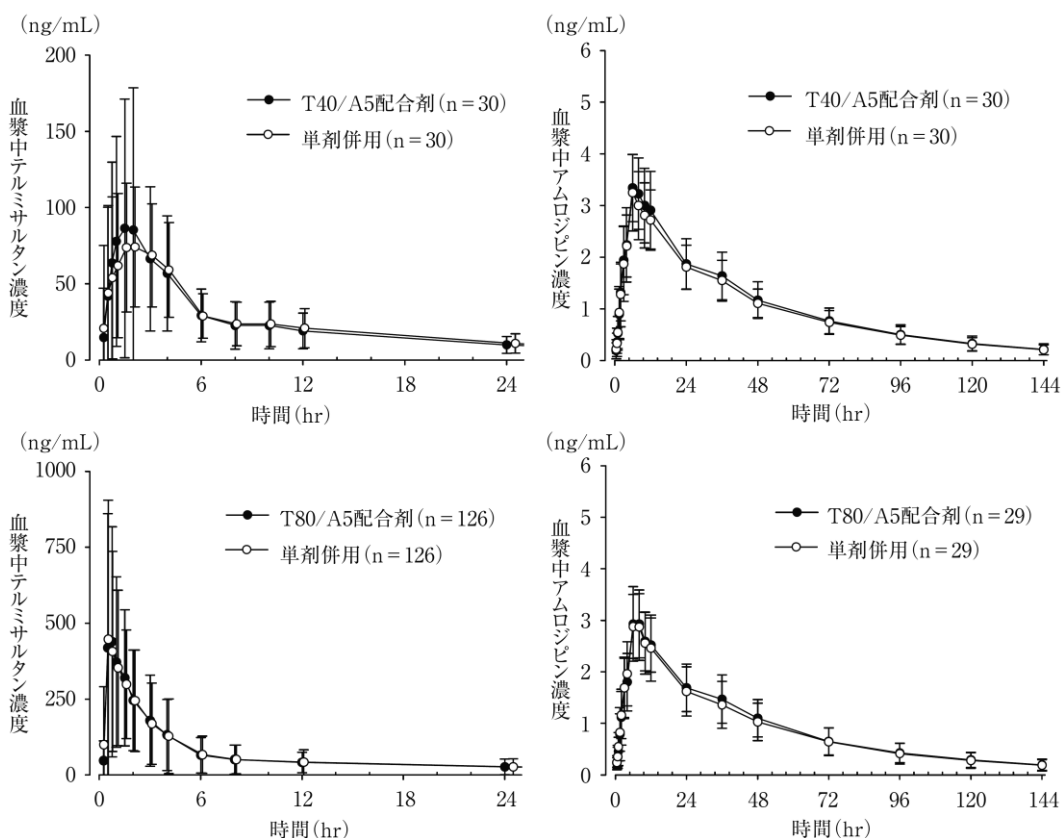 (ng/mL)
200
150
100
50
0
血漿中テルミサルタン濃度
T40/A5配合剤(n=30)
単剤併用(n=30)
0 6 12 18 24
時間(hr)
(ng/mL)
6
5
4
3
2
1
0
血漿中アムロジピン濃度
T40/A5配合剤(n=30)
単剤併用(n=30)
0 24 48 72 96 120 144
時間(hr)
(ng/mL)
1000
750
500
250
0
血漿中テルミサルタン濃度
T80/A5配合剤(n=126)
単剤併用(n=126)
0 6 12 18 24
時間(hr)
(ng/mL)
6
5
4
3
2
1
0
血漿中アムロジピン濃度
T80/A5配合剤(n=29)
単剤併用(n=29)
0 24 48 72 96 120 144
時間(hr)